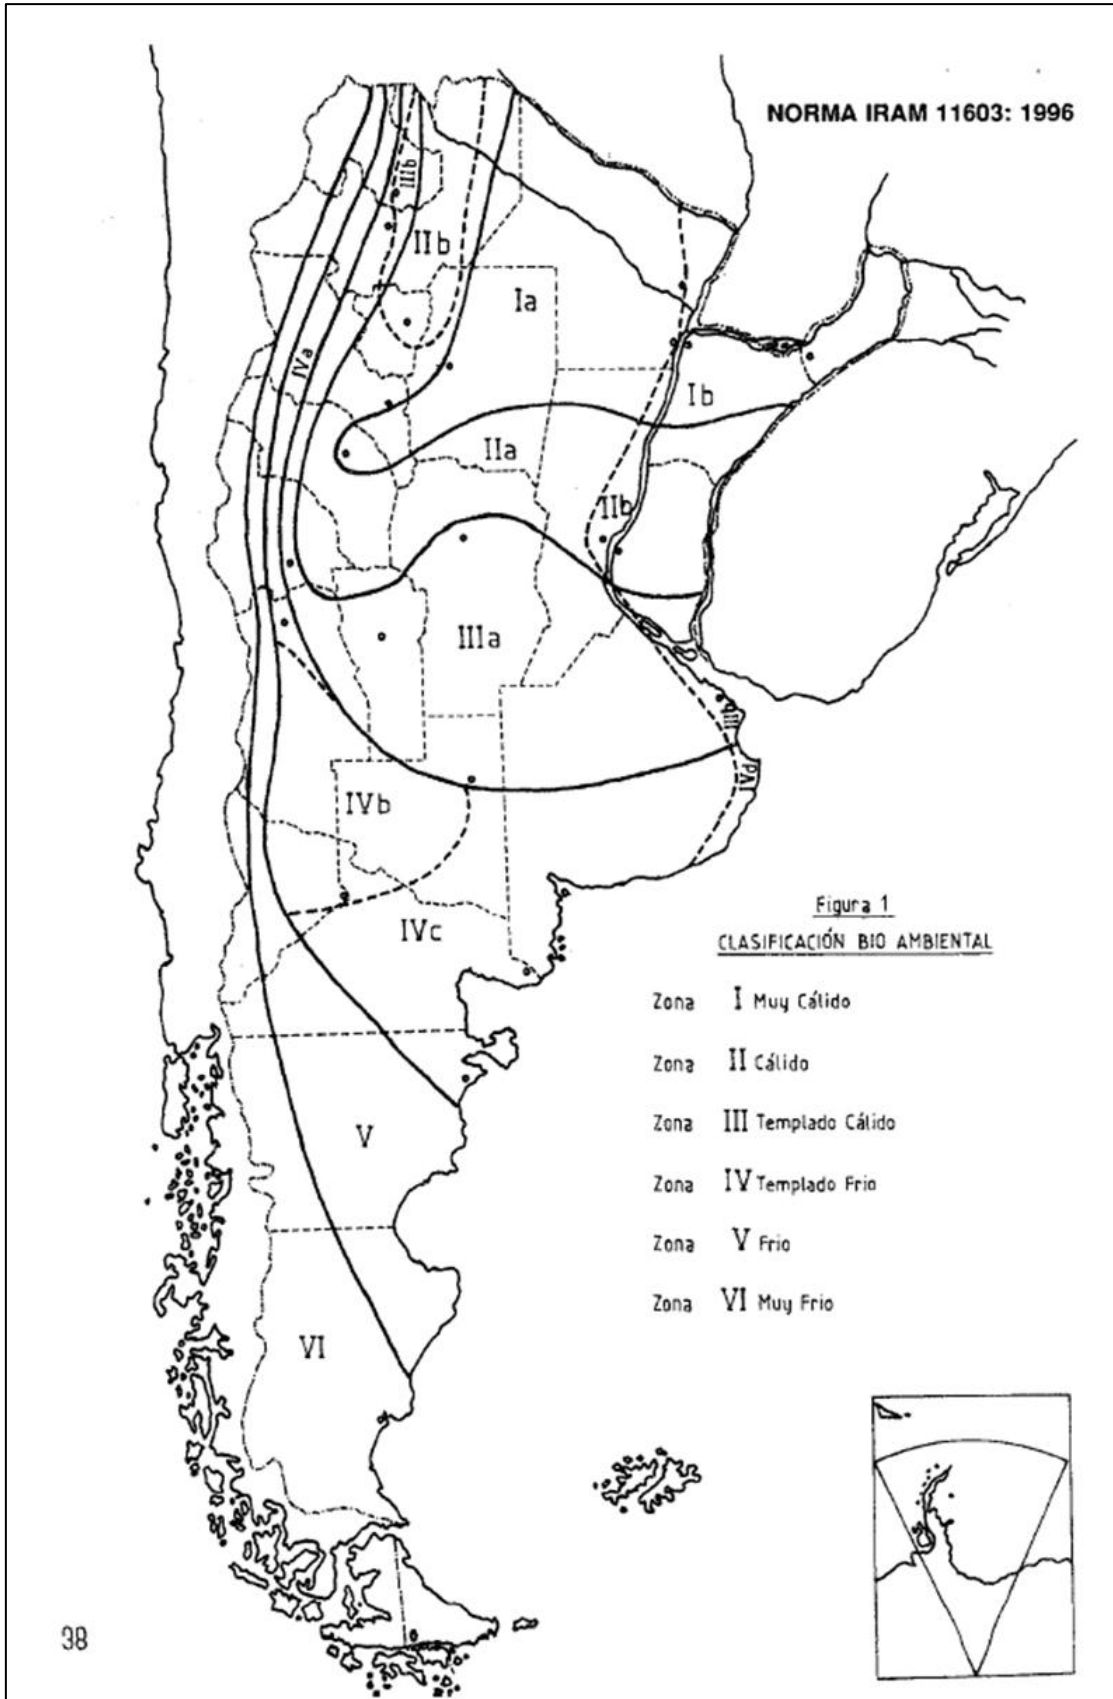 NORMA IRAM 11603: 1996
IIIb
IIb
Ia
IVa
Ib
IIa
IIb
IIIa
IIIb
IVd
IVb
IVc
Figura 1
CLASIFICACIÓN BIO AMBIENTAL
Zona I Muy Cálido
Zona II Cálido
Zona III Templado Cálido
Zona IV Templado Frio
Zona V Frio
Zona VI Muy Frio
V
VI
38